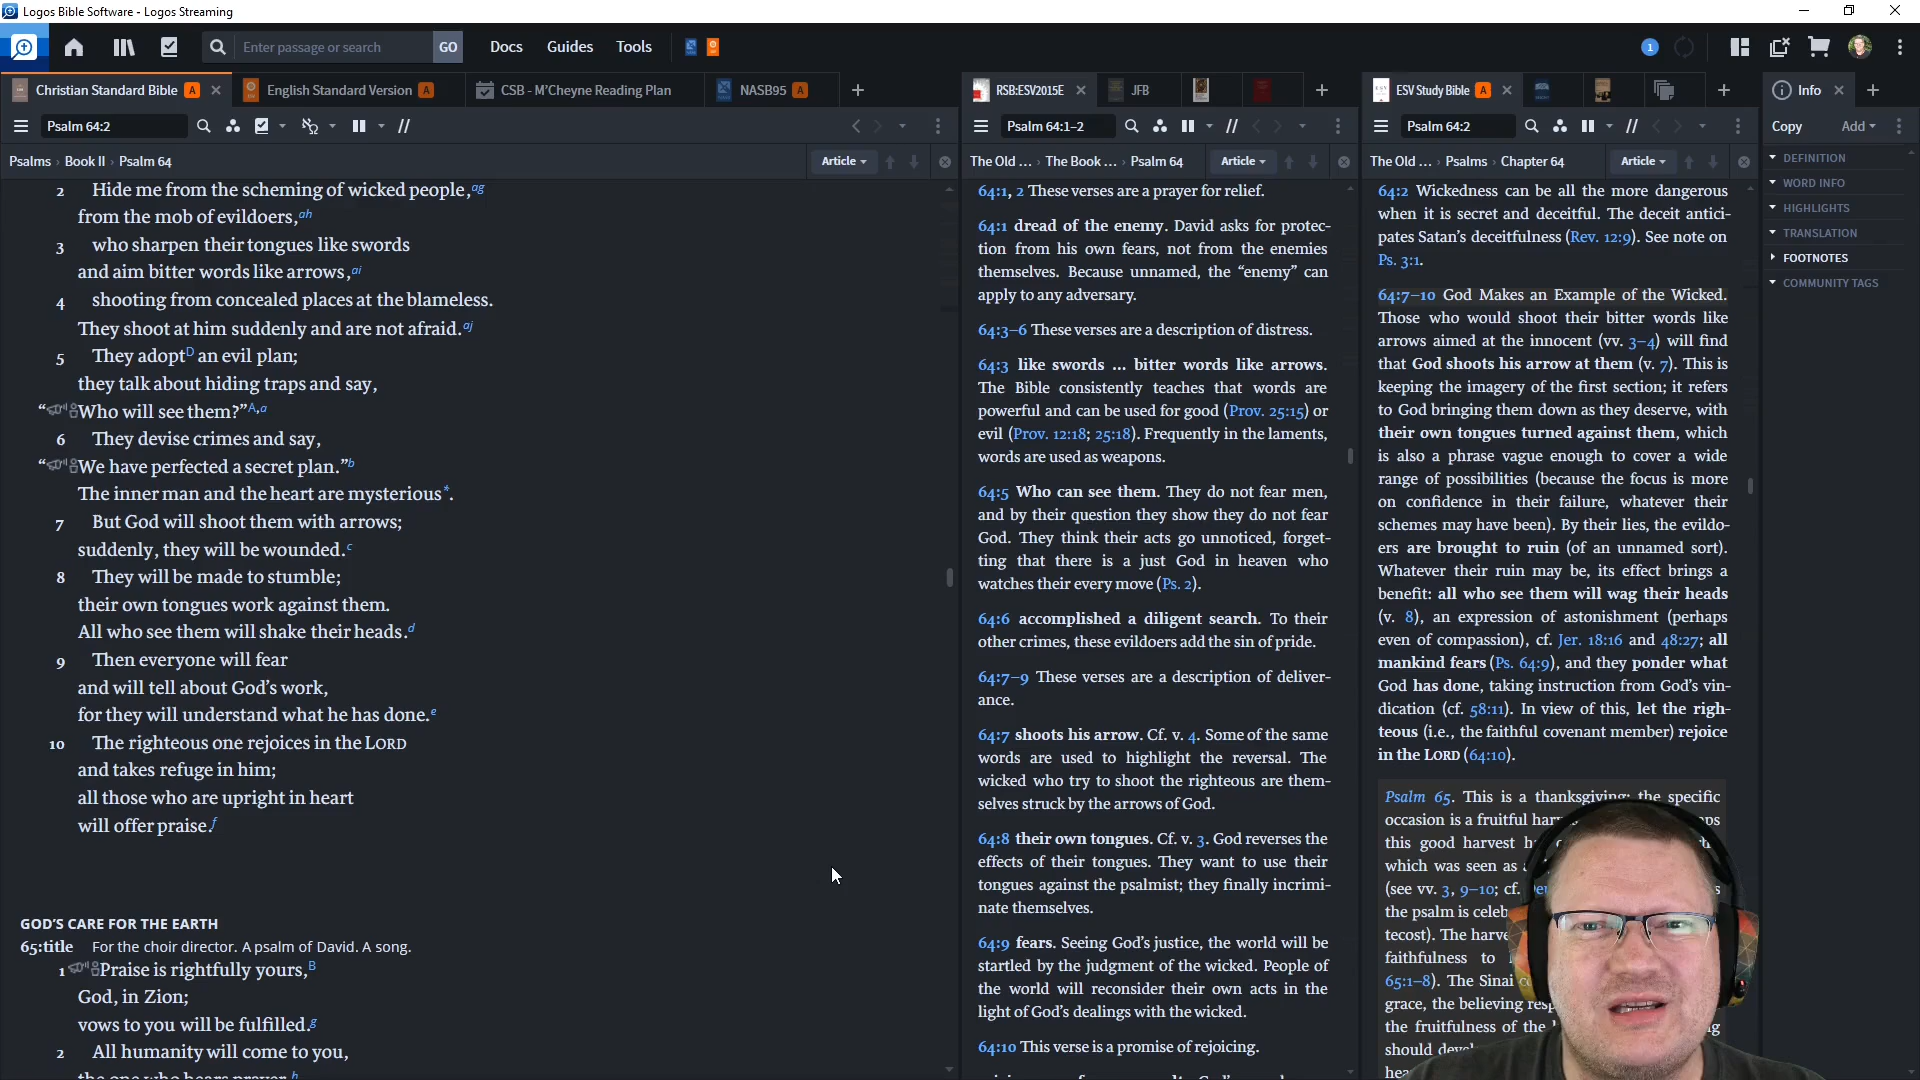 Logos Bible Software - Logos Streaming
Enter passage or search
GO
Docs
Guides
Tools
1
Christian Standard Bible A
English Standard Version A
CSB - M'Cheyne Reading Plan
NASB95 A
RSB:ESV2015E
JFB
ESV Study Bible A
Info
Psalm 64:2
Psalm 64:1–2
Psalm 64:2
Copy
Add
Psalms › Book II › Psalm 64
Article
The Old ... › The Book ... › Psalm 64
Article
The Old ... › Psalms › Chapter 64
Article
2 Hide me from the scheming of wicked people,ag
from the mob of evildoers,ah
3 who sharpen their tongues like swords
and aim bitter words like arrows,ai
4 shooting from concealed places at the blameless.
They shoot at him suddenly and are not afraid.aj
5 They adoptD an evil plan;
they talk about hiding traps and say,
“Who will see them?”A,a
6 They devise crimes and say,
“We have perfected a secret plan.”b
The inner man and the heart are mysterious*.
7 But God will shoot them with arrows;
suddenly, they will be wounded.c
8 They will be made to stumble;
their own tongues work against them.
All who see them will shake their heads.d
9 Then everyone will fear
and will tell about God’s work,
for they will understand what he has done.e
10 The righteous one rejoices in the LORD
and takes refuge in him;
all those who are upright in heart
will offer praise.f
GOD’S CARE FOR THE EARTH
65:title For the choir director. A psalm of David. A song.
1 Praise is rightfully yours,B
God, in Zion;
vows to you will be fulfilled.g
2 All humanity will come to you,
the one who hears prayer.h
64:1, 2 These verses are a prayer for relief.
64:1 dread of the enemy. David asks for protec-
tion from his own fears, not from the enemies
themselves. Because unnamed, the “enemy” can
apply to any adversary.
64:3–6 These verses are a description of distress.
64:3 like swords ... bitter words like arrows.
The Bible consistently teaches that words are
powerful and can be used for good (Prov. 25:15) or
evil (Prov. 12:18; 25:18). Frequently in the laments,
words are used as weapons.
64:5 Who can see them. They do not fear men,
and by their question they show they do not fear
God. They think their acts go unnoticed, forget-
ting that there is a just God in heaven who
watches their every move (Ps. 2).
64:6 accomplished a diligent search. To their
other crimes, these evildoers add the sin of pride.
64:7–9 These verses are a description of deliver-
ance.
64:7 shoots his arrow. Cf. v. 4. Some of the same
words are used to highlight the reversal. The
wicked who try to shoot the righteous are them-
selves struck by the arrows of God.
64:8 their own tongues. Cf. v. 3. God reverses the
effects of their tongues. They want to use their
tongues against the psalmist; they finally incrimi-
nate themselves.
64:9 fears. Seeing God’s justice, the world will be
startled by the judgment of the wicked. People of
the world will reconsider their own acts in the
light of God’s dealings with the wicked.
64:10 This verse is a promise of rejoicing.
64:2 Wickedness can be all the more dangerous
when it is secret and deceitful. The deceit antici-
pates Satan’s deceitfulness (Rev. 12:9). See note on
Ps. 3:1.
64:7–10 God Makes an Example of the Wicked.
Those who would shoot their bitter words like
arrows aimed at the innocent (vv. 3–4) will find
that God shoots his arrow at them (v. 7). This is
keeping the imagery of the first section; it refers
to God bringing them down as they deserve, with
their own tongues turned against them, which
is also a phrase vague enough to cover a wide
range of possibilities (because the focus is more
on confidence in their failure, whatever their
schemes may have been). By their lies, the evildo-
ers are brought to ruin (of an unnamed sort).
Whatever their ruin may be, its effect brings a
benefit: all who see them will wag their heads
(v. 8), an expression of astonishment (perhaps
even of compassion), cf. Jer. 18:16 and 48:27; all
mankind fears (Ps. 64:9), and they ponder what
God has done, taking instruction from God’s vin-
dication (cf. 58:11). In view of this, let the righ-
teous (i.e., the faithful covenant member) rejoice
in the LORD (64:10).
Psalm 65. This is a thanksgiving; the specific
occasion is a fruitful
this good harvest
which was seen as
(see vv. 3, 9–10; cf.
the psalm is
tecost). The
faithfulness to
65:1–8). The Sinai
grace, the believing
the fruitfulness of the
should
DEFINITION
WORD INFO
HIGHLIGHTS
TRANSLATION
FOOTNOTES
COMMUNITY TAGS